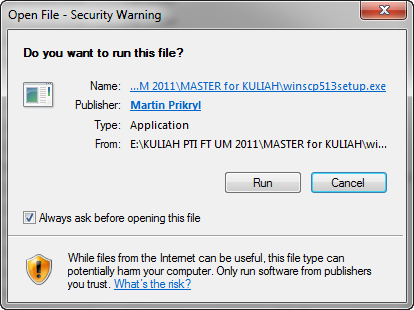 Open File - Security Warning
Do you want to run this file?
Name: ...M 2011\MASTER for KULIAH\winscp513setup.exe
Publisher: Martin Prikryl
Type: Application
From: E:\KULIAH PTI FT UM 2011\MASTER for KULIAH\wi...
Run Cancel
Always ask before opening this file
While files from the Internet can be useful, this file type can
potentially harm your computer. Only run software from publishers
you trust. What's the risk?